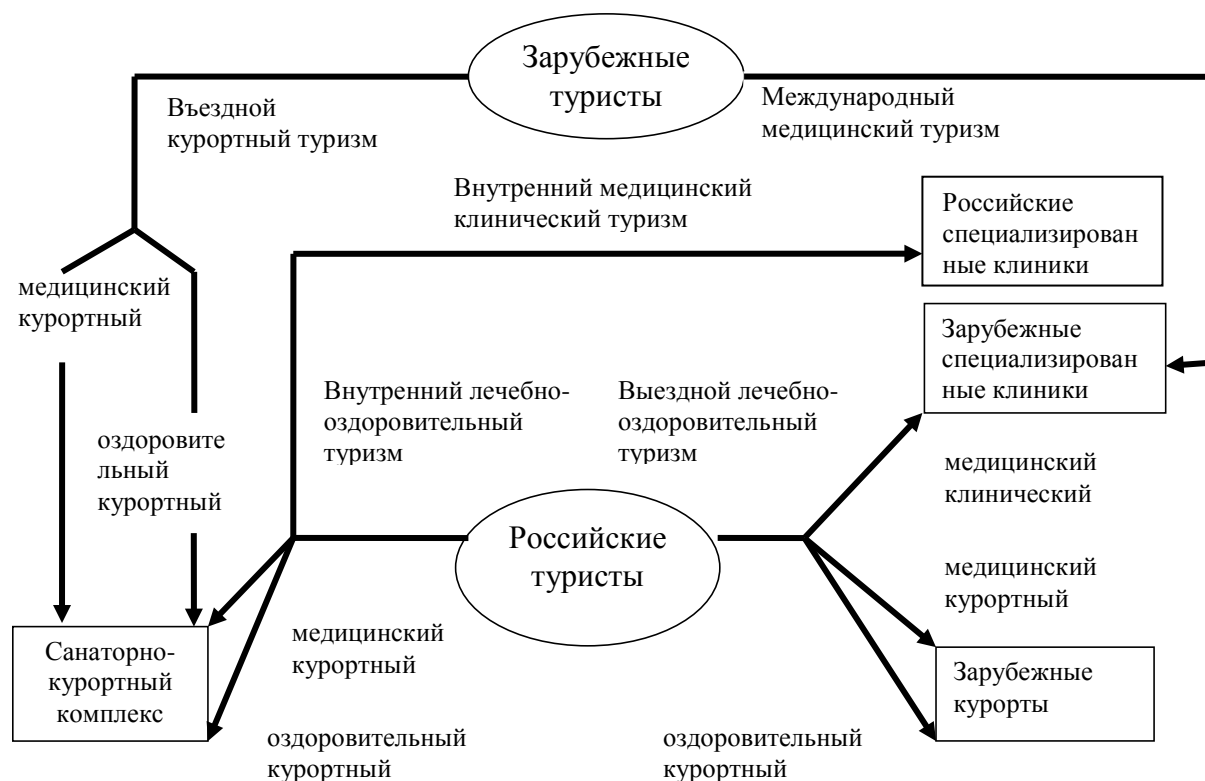 Зарубежные
туристы
Въездной
курортный туризм
Международный
медицинский туризм
Внутренний медицинский
клинический туризм
Российские
специализирован
ные клиники
медицинский
курортный
Зарубежные
специализирован
ные клиники
Внутренний лечебно-
оздоровительный
туризм
Выездной лечебно-
оздоровительный
туризм
оздоровите
льный
курортный
медицинский
клинический
Российские
туристы
медицинский
курортный
Санаторно-
курортный
комплекс
медицинский
курортный
Зарубежные
курорты
оздоровительный
курортный
оздоровительный
курортный